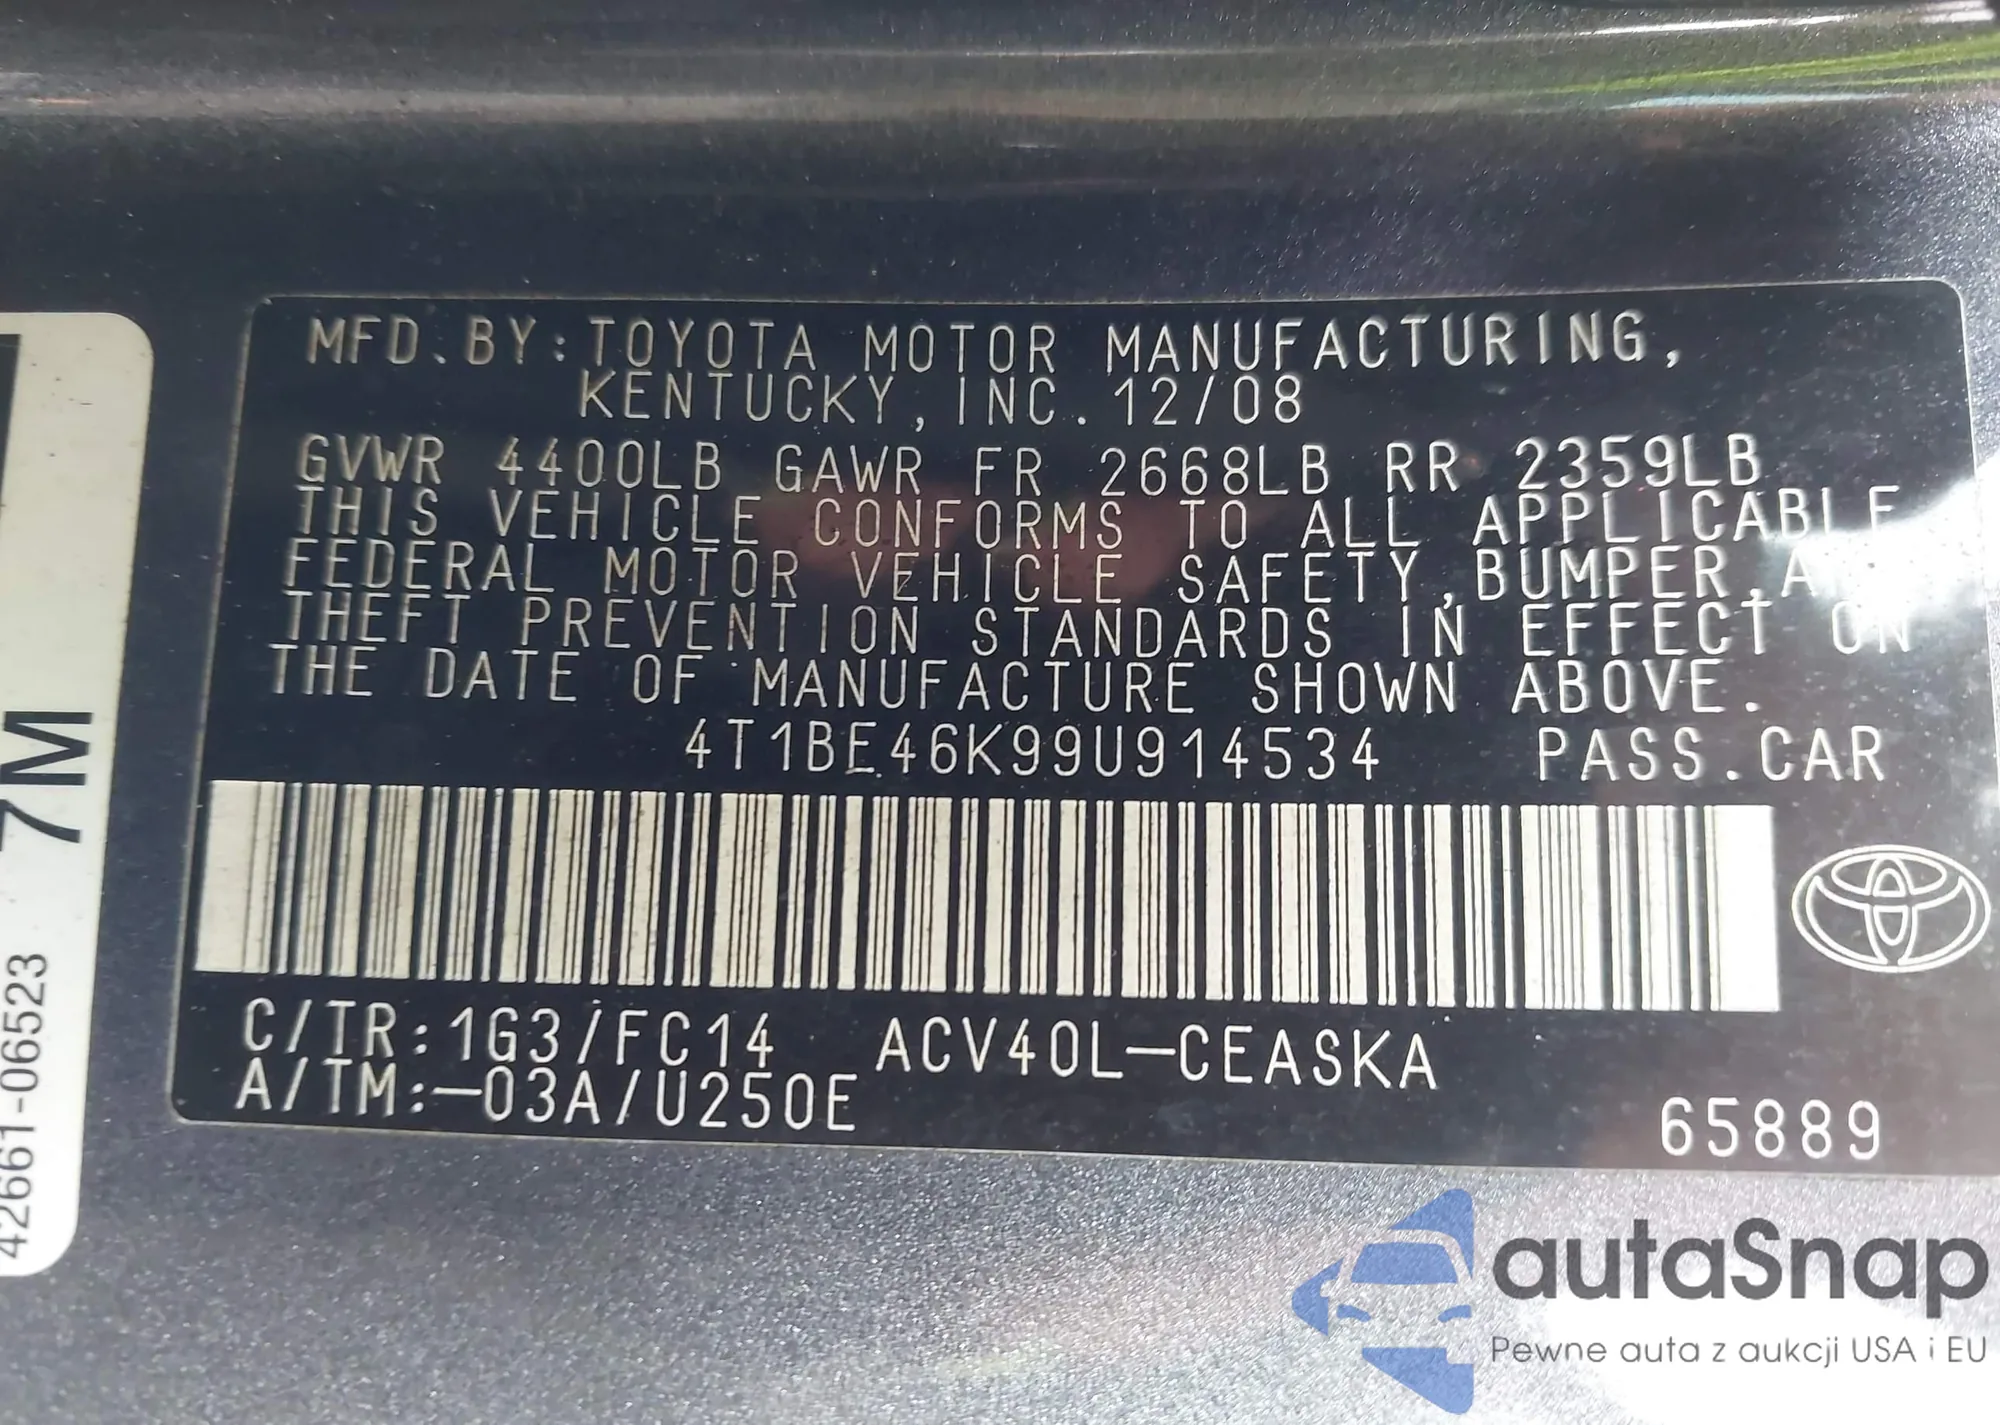 MFD.BY:TOYOTA MOTOR MANUFACTURING,
KENTUCKY,INC.12/08
GVWR 4400LB GAWR FR 2668LB RR 2359LB
THIS VEHICLE CONFORMS TO ALL APPLICABLE
FEDERAL MOTOR VEHICLE SAFETY,BUMPER,
THEFT PREVENTION STANDARDS IN EFFECT ON
THE DATE OF MANUFACTURE SHOWN ABOVE.
4T1BE46K99U914534 PASS.CAR
C/TR:1G3/FC14 ACV40L-CEASKA
A/TM:-03A/U250E
65889
7M
42661-06523
autaSnap
Pewne auta z aukcji USA i EU